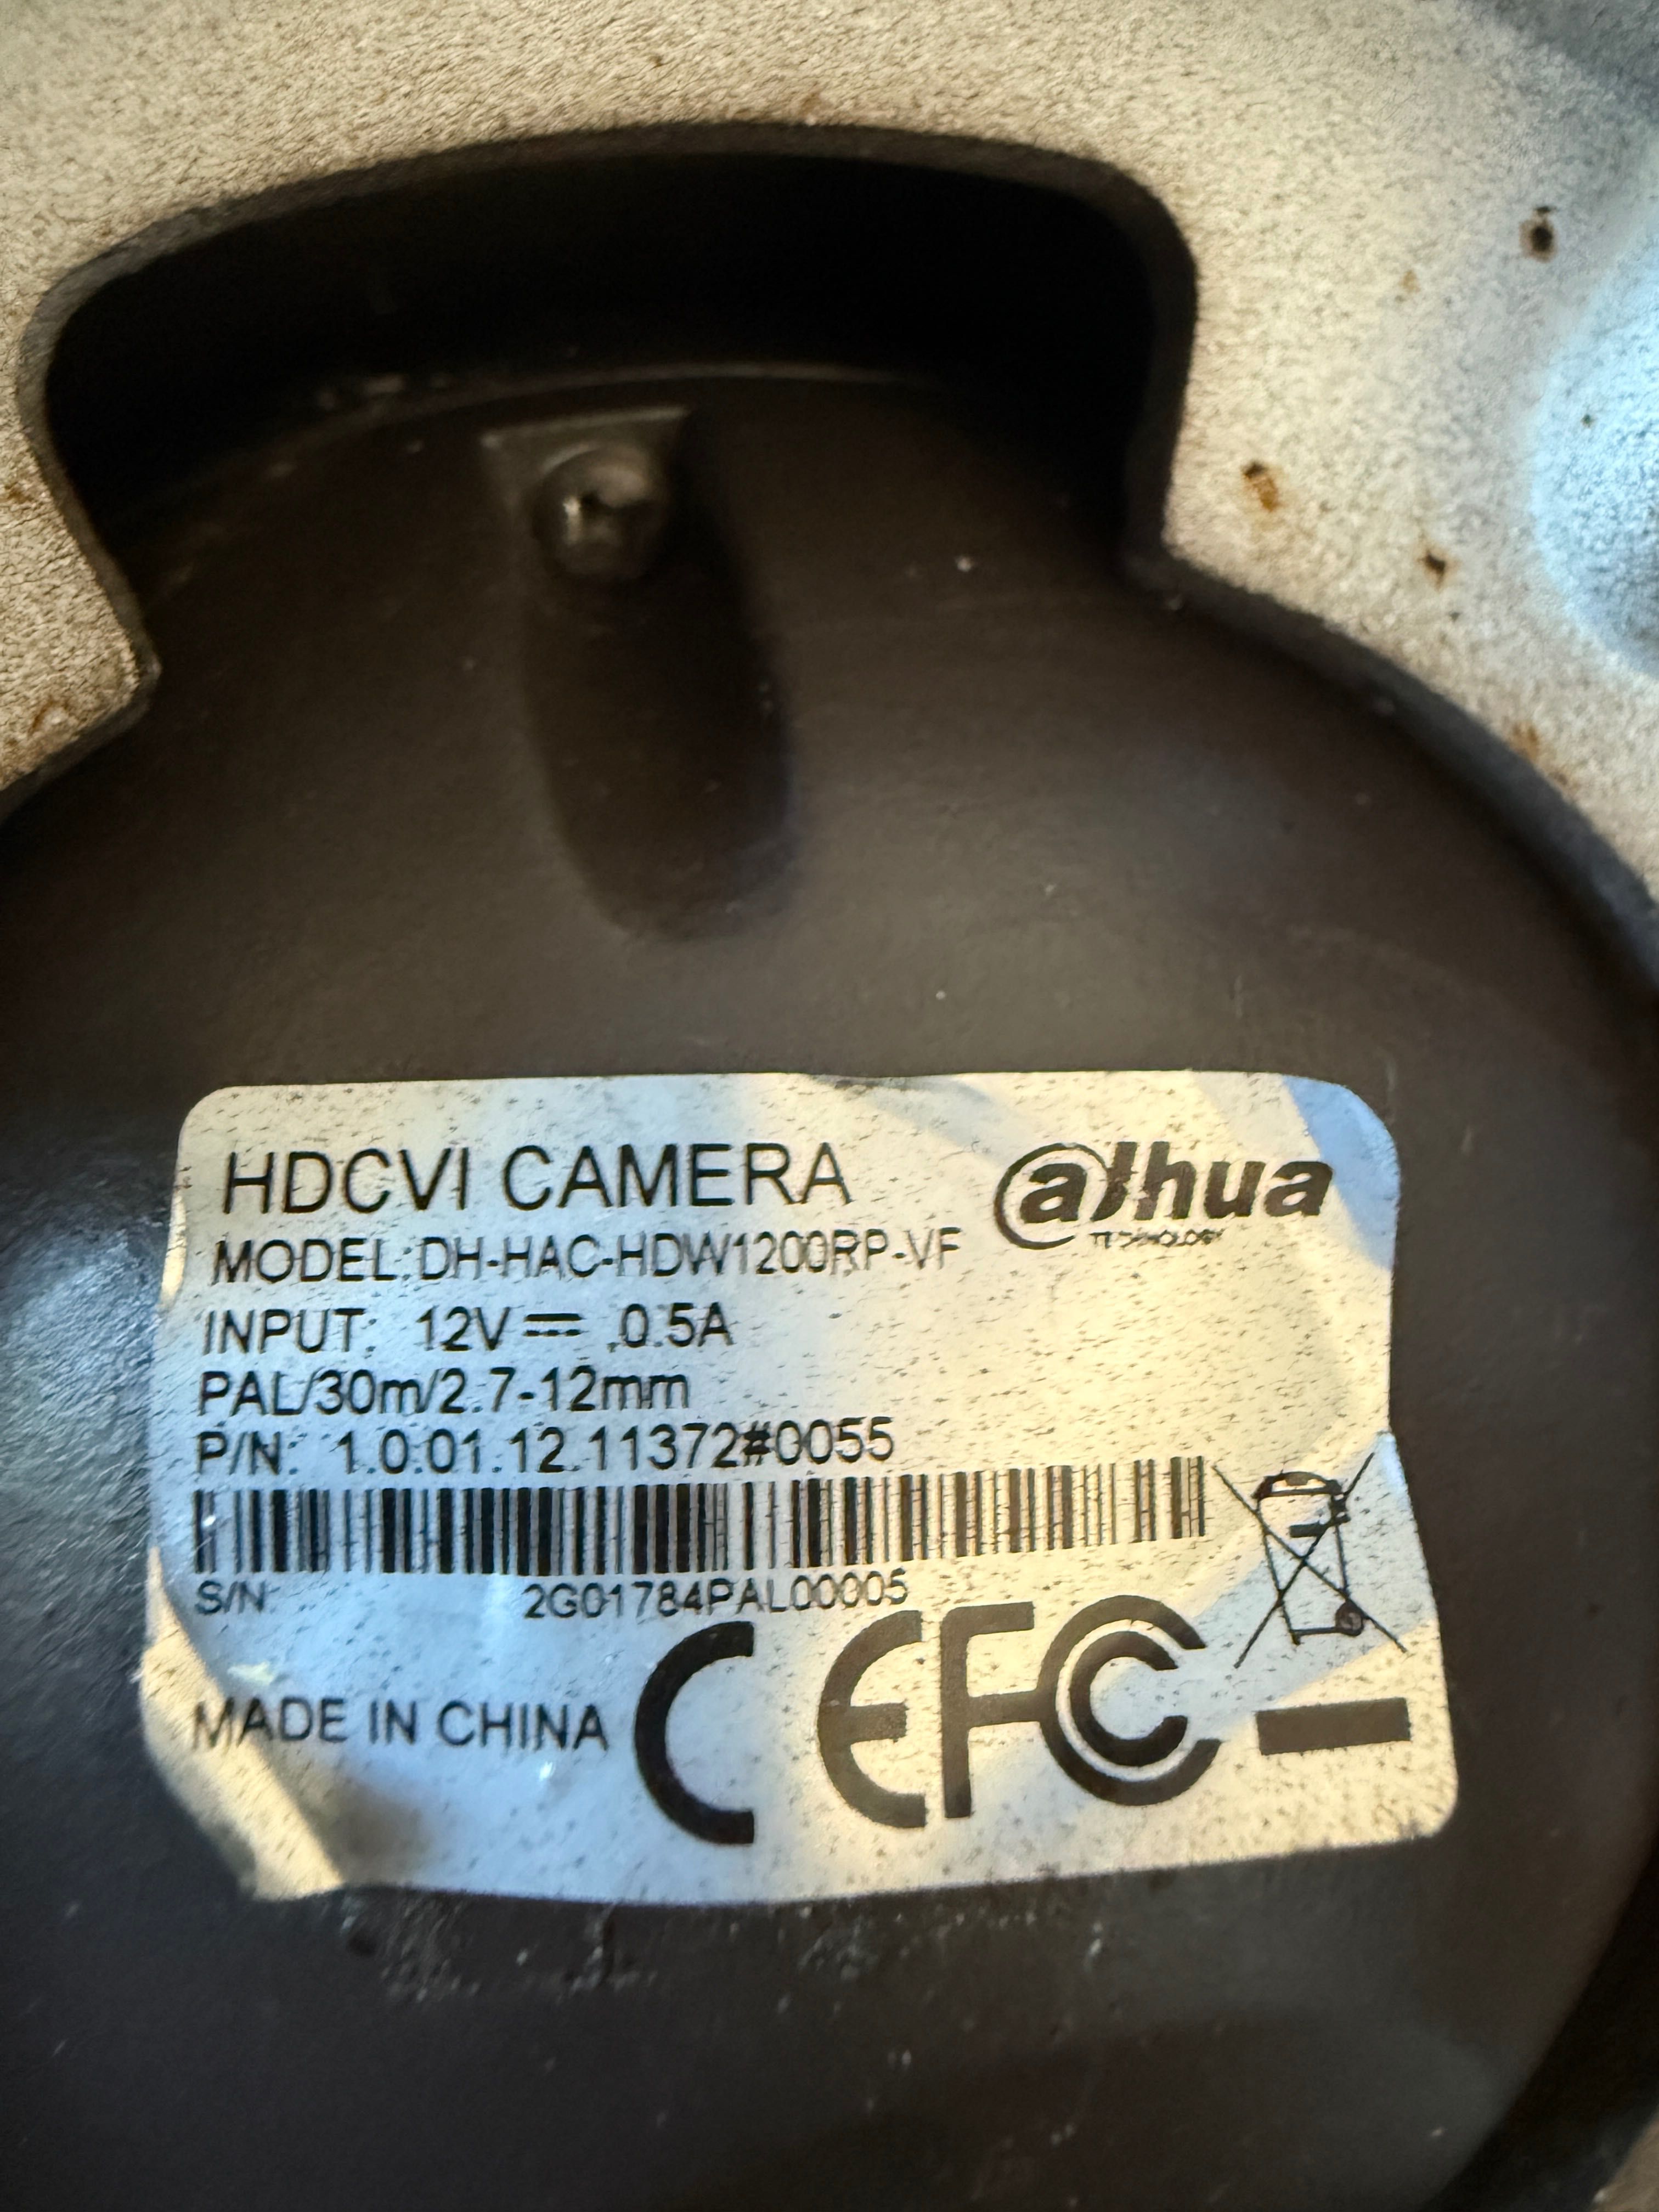 HDCVI CAMERA
alhua
TECHNOLOGY
MODEL:DH-HAC-HDW1200RP-VF
INPUT: 12V⎓ ,0.5A
PAL/30m/2.7-12mm
P/N: 1.0.01.12.11372#0055
S/N: 2G01784PAL00005
MADE IN CHINA CE FC